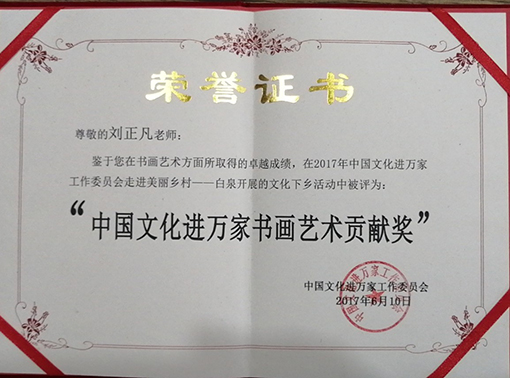 荣誉证书
尊敬的刘正凡老师：
鉴于您在书画艺术方面所取得的卓越成绩，在2017年中国文化进万家
工作委员会走进美丽乡村——白泉开展的文化下乡活动中被评为：
“中国文化进万家书画艺术贡献奖”
中国文化进万家工作委员会
2017年6月10日